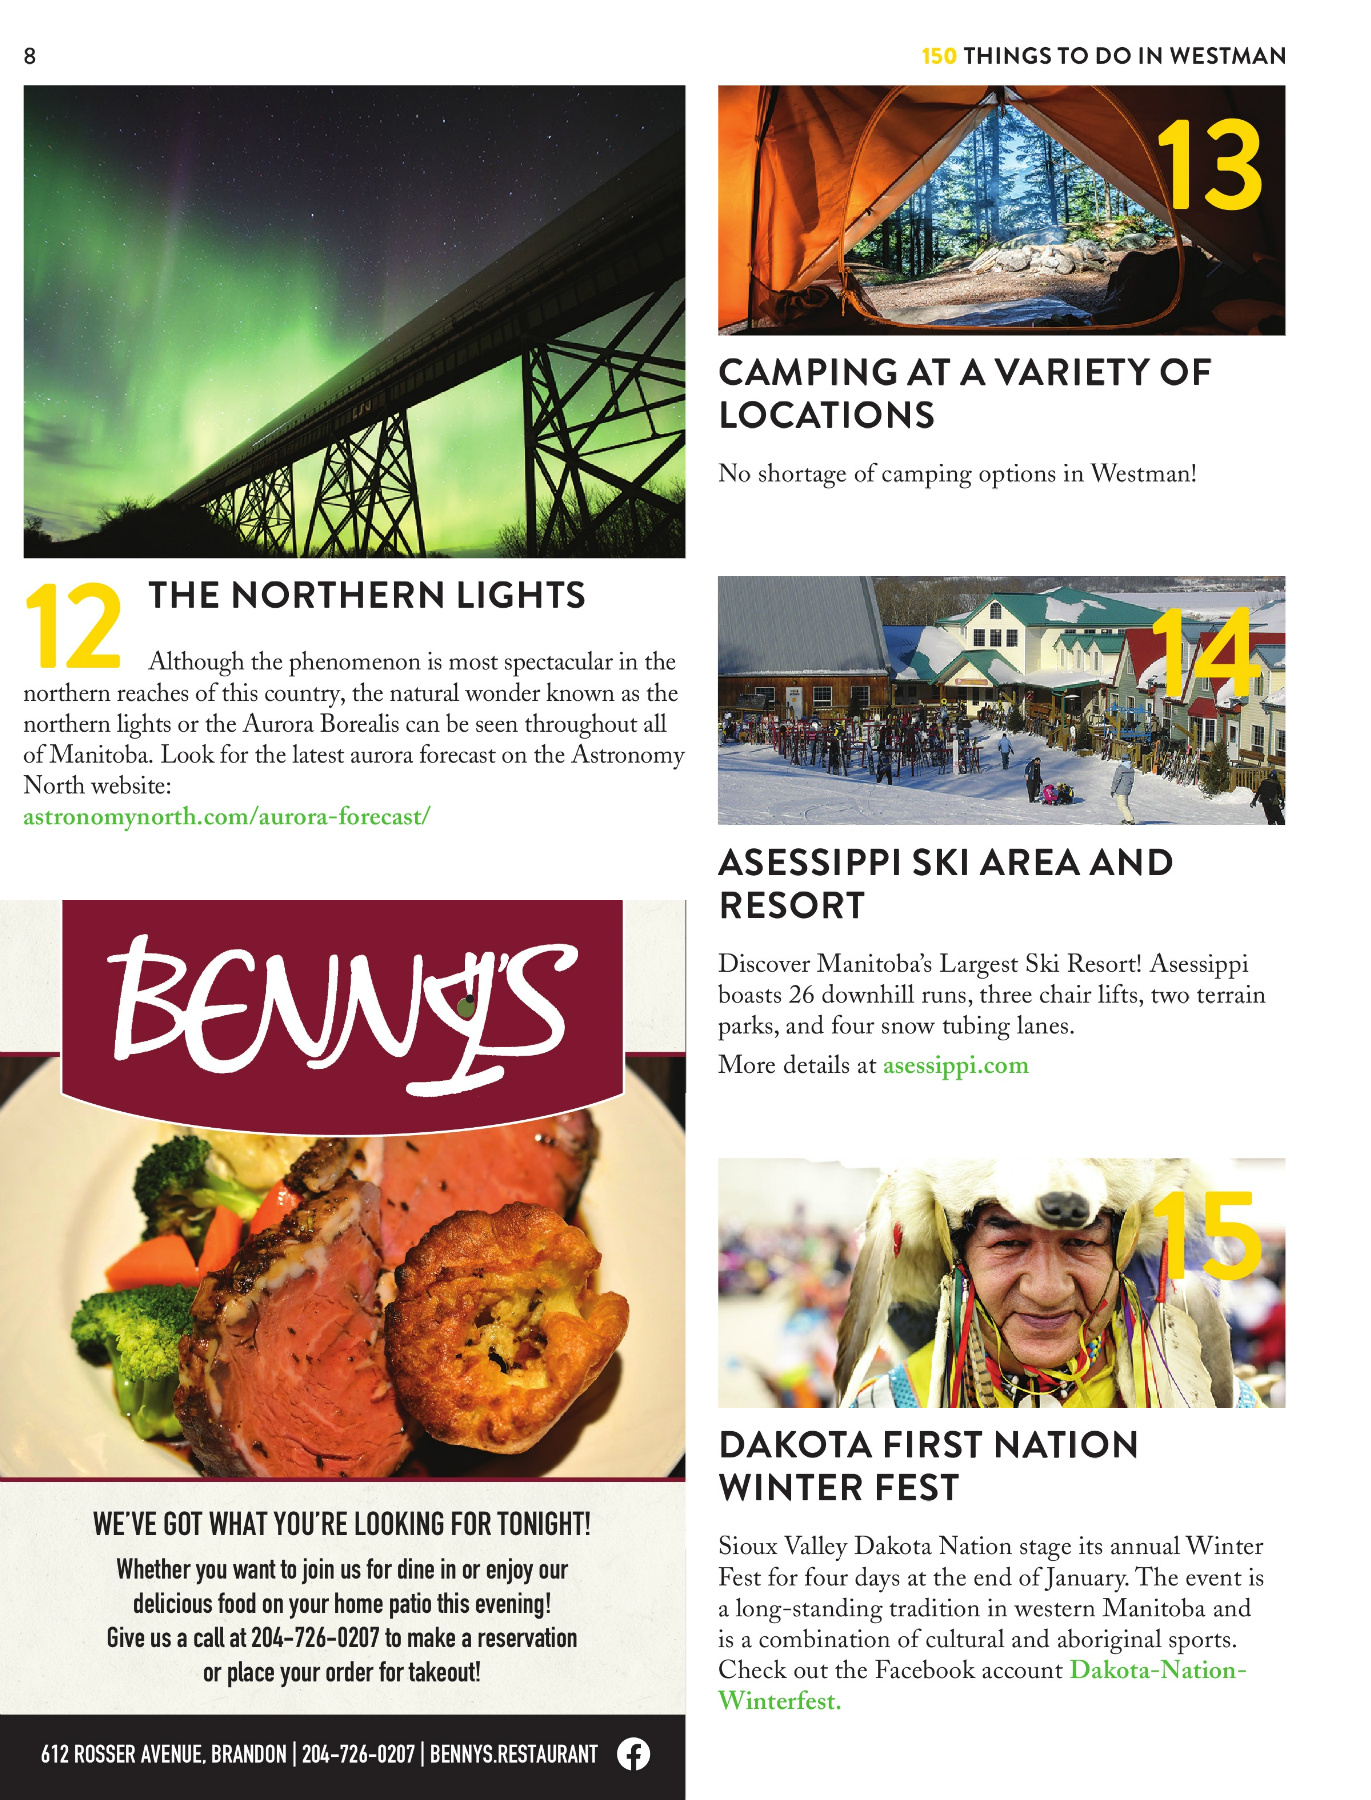 8
150 THINGS TO DO IN WESTMAN
12
THE NORTHERN LIGHTS
Although the phenomenon is most spectacular in the
northern reaches of this country, the natural wonder known as the
northern lights or the Aurora Borealis can be seen throughout all
of Manitoba. Look for the latest aurora forecast on the Astronomy
North website:
astronomynorth.com/aurora-forecast/
BENNY'S
WE'VE GOT WHAT YOU'RE LOOKING FOR TONIGHT!
Whether you want to join us for dine in or enjoy our
delicious food on your home patio this evening!
Give us a call at 204-726-0207 to make a reservation
or place your order for takeout!
612 ROSSER AVENUE, BRANDON | 204-726-0207 | BENNYS.RESTAURANT
13
CAMPING AT A VARIETY OF
LOCATIONS
No shortage of camping options in Westman!
14
ASESSIPPI SKI AREA AND
RESORT
Discover Manitoba's Largest Ski Resort! Asessippi
boasts 26 downhill runs, three chair lifts, two terrain
parks, and four snow tubing lanes.
More details at asessippi.com
15
DAKOTA FIRST NATION
WINTER FEST
Sioux Valley Dakota Nation stage its annual Winter
Fest for four days at the end of January. The event is
a long-standing tradition in western Manitoba and
is a combination of cultural and aboriginal sports.
Check out the Facebook account Dakota-Nation-
Winterfest.